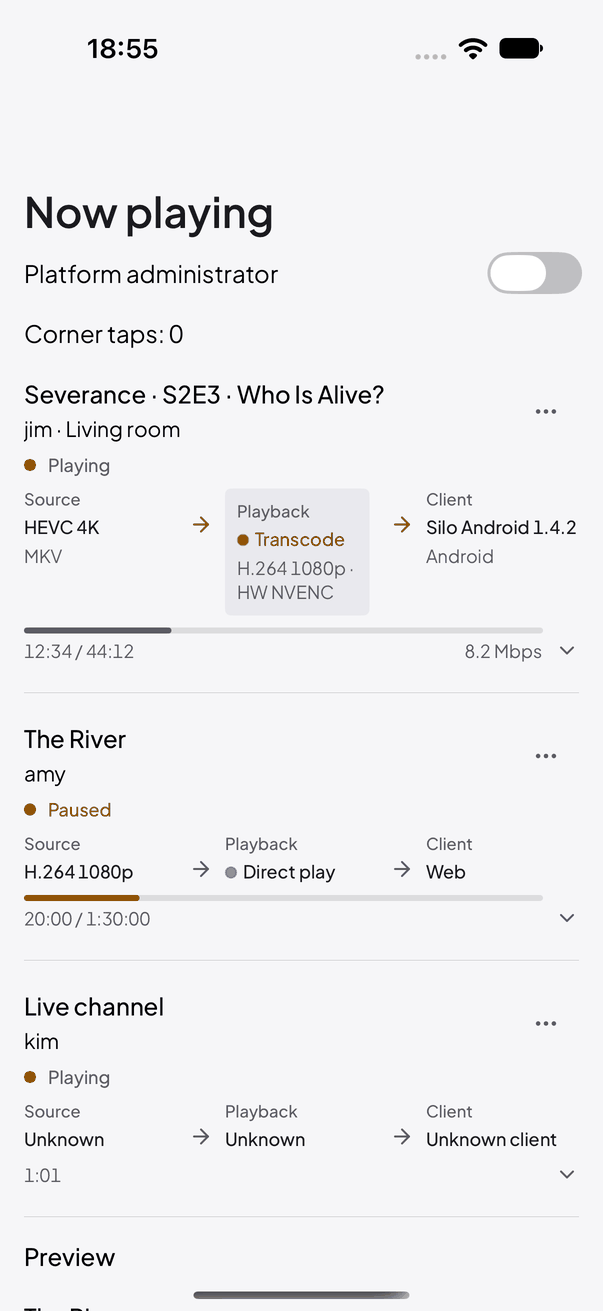 18:55
Now playing
Platform administrator
Corner taps: 0
Severance · S2E3 · Who Is Alive?
jim · Living room
Playing
Source
HEVC 4K
MKV
Playback
Transcode
H.264 1080p ·
HW NVENC
Client
Silo Android 1.4.2
Android
12:34 / 44:12
8.2 Mbps
The River
amy
Paused
Source
H.264 1080p
Playback
Direct play
Client
Web
20:00 / 1:30:00
Live channel
kim
Playing
Source
Unknown
Playback
Unknown
Client
Unknown client
1:01
Preview